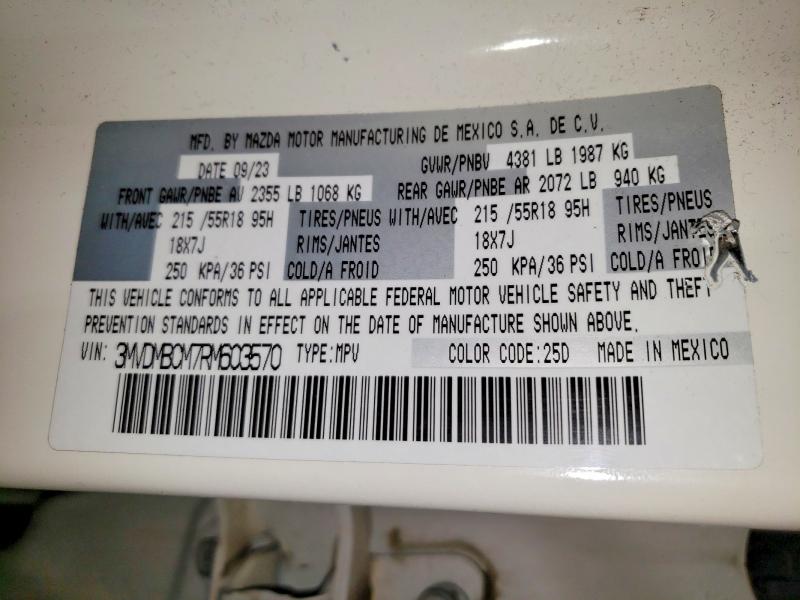 MFD. BY MAZDA MOTOR MANUFACTURING DE MEXICO S.A. DE C.V.
DATE 09/23 GVWR/PNBV 4381 LB 1987 KG
FRONT GAWR/PNBE AV 2355 LB 1068 KG REAR GAWR/PNBE AR 2072 LB 940 KG
WITH/AVEC 215 /55R18 95H TIRES/PNEUS WITH/AVEC 215 /55R18 95H TIRES/PNEUS
18X7J RIMS/JANTES 18X7J RIMS/JANTES
250 KPA/36 PSI COLD/A FROID 250 KPA/36 PSI COLD/A FROID
THIS VEHICLE CONFORMS TO ALL APPLICABLE FEDERAL MOTOR VEHICLE SAFETY AND THEFT
PREVENTION STANDARDS IN EFFECT ON THE DATE OF MANUFACTURE SHOWN ABOVE.
VIN: 3MVDMBCM7RM603570 TYPE:MPV COLOR CODE:25D MADE IN MEXICO